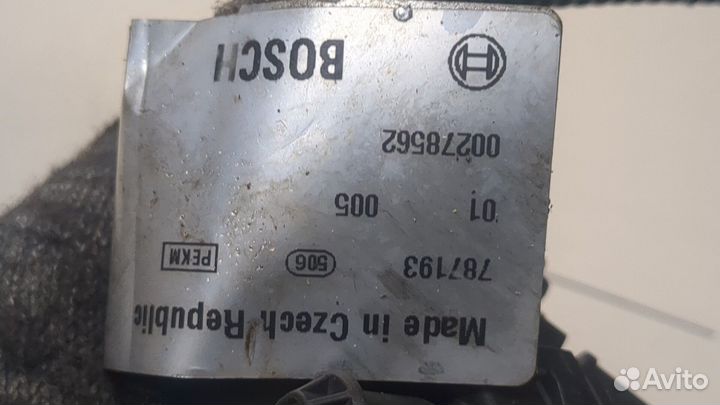 Made in Czech Republic
787193 506 PEKM
01 005
00278562
BOSCH
Avito